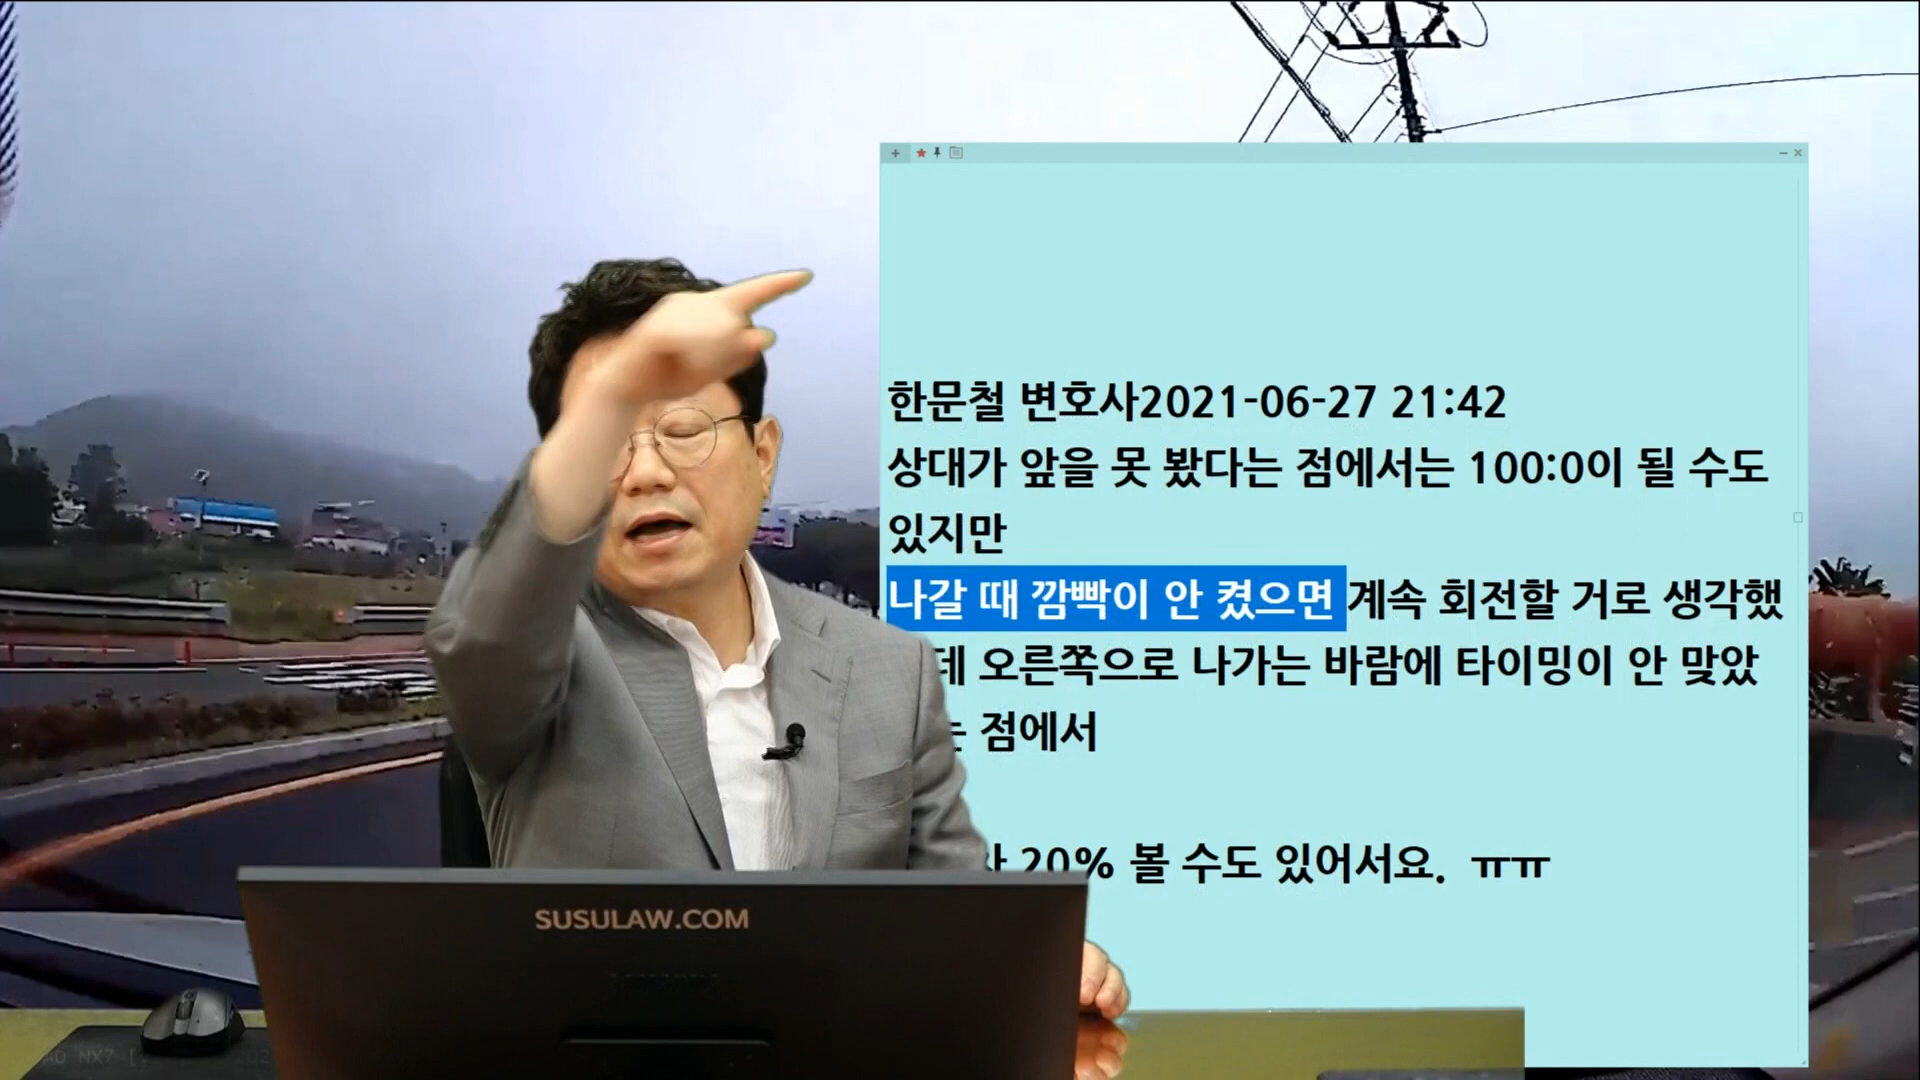 한문철 변호사2021-06-27 21:42
상대가 앞을 못 봤다는 점에서는 100:0이 될 수도
있지만
나갈 때 깜빡이 안 켰으면 계속 회전할 거로 생각했
데 오른쪽으로 나가는 바람에 타이밍이 안 맞았
점에서
20% 볼 수도 있어서요. ㅠㅠ
SUSULAW.COM